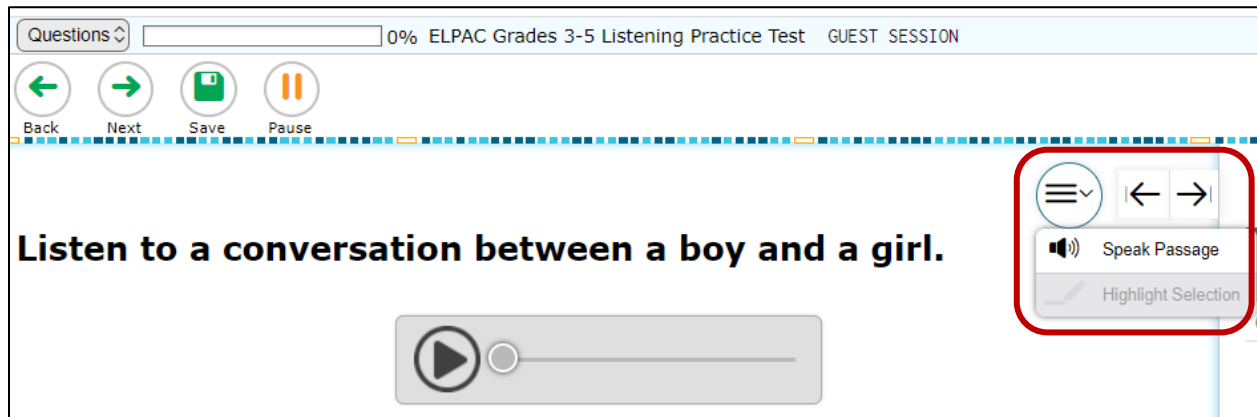 Questions 0% ELPAC Grades 3-5 Listening Practice Test GUEST SESSION
Back Next Save Pause
Listen to a conversation between a boy and a girl.
Speak Passage
Highlight Selection